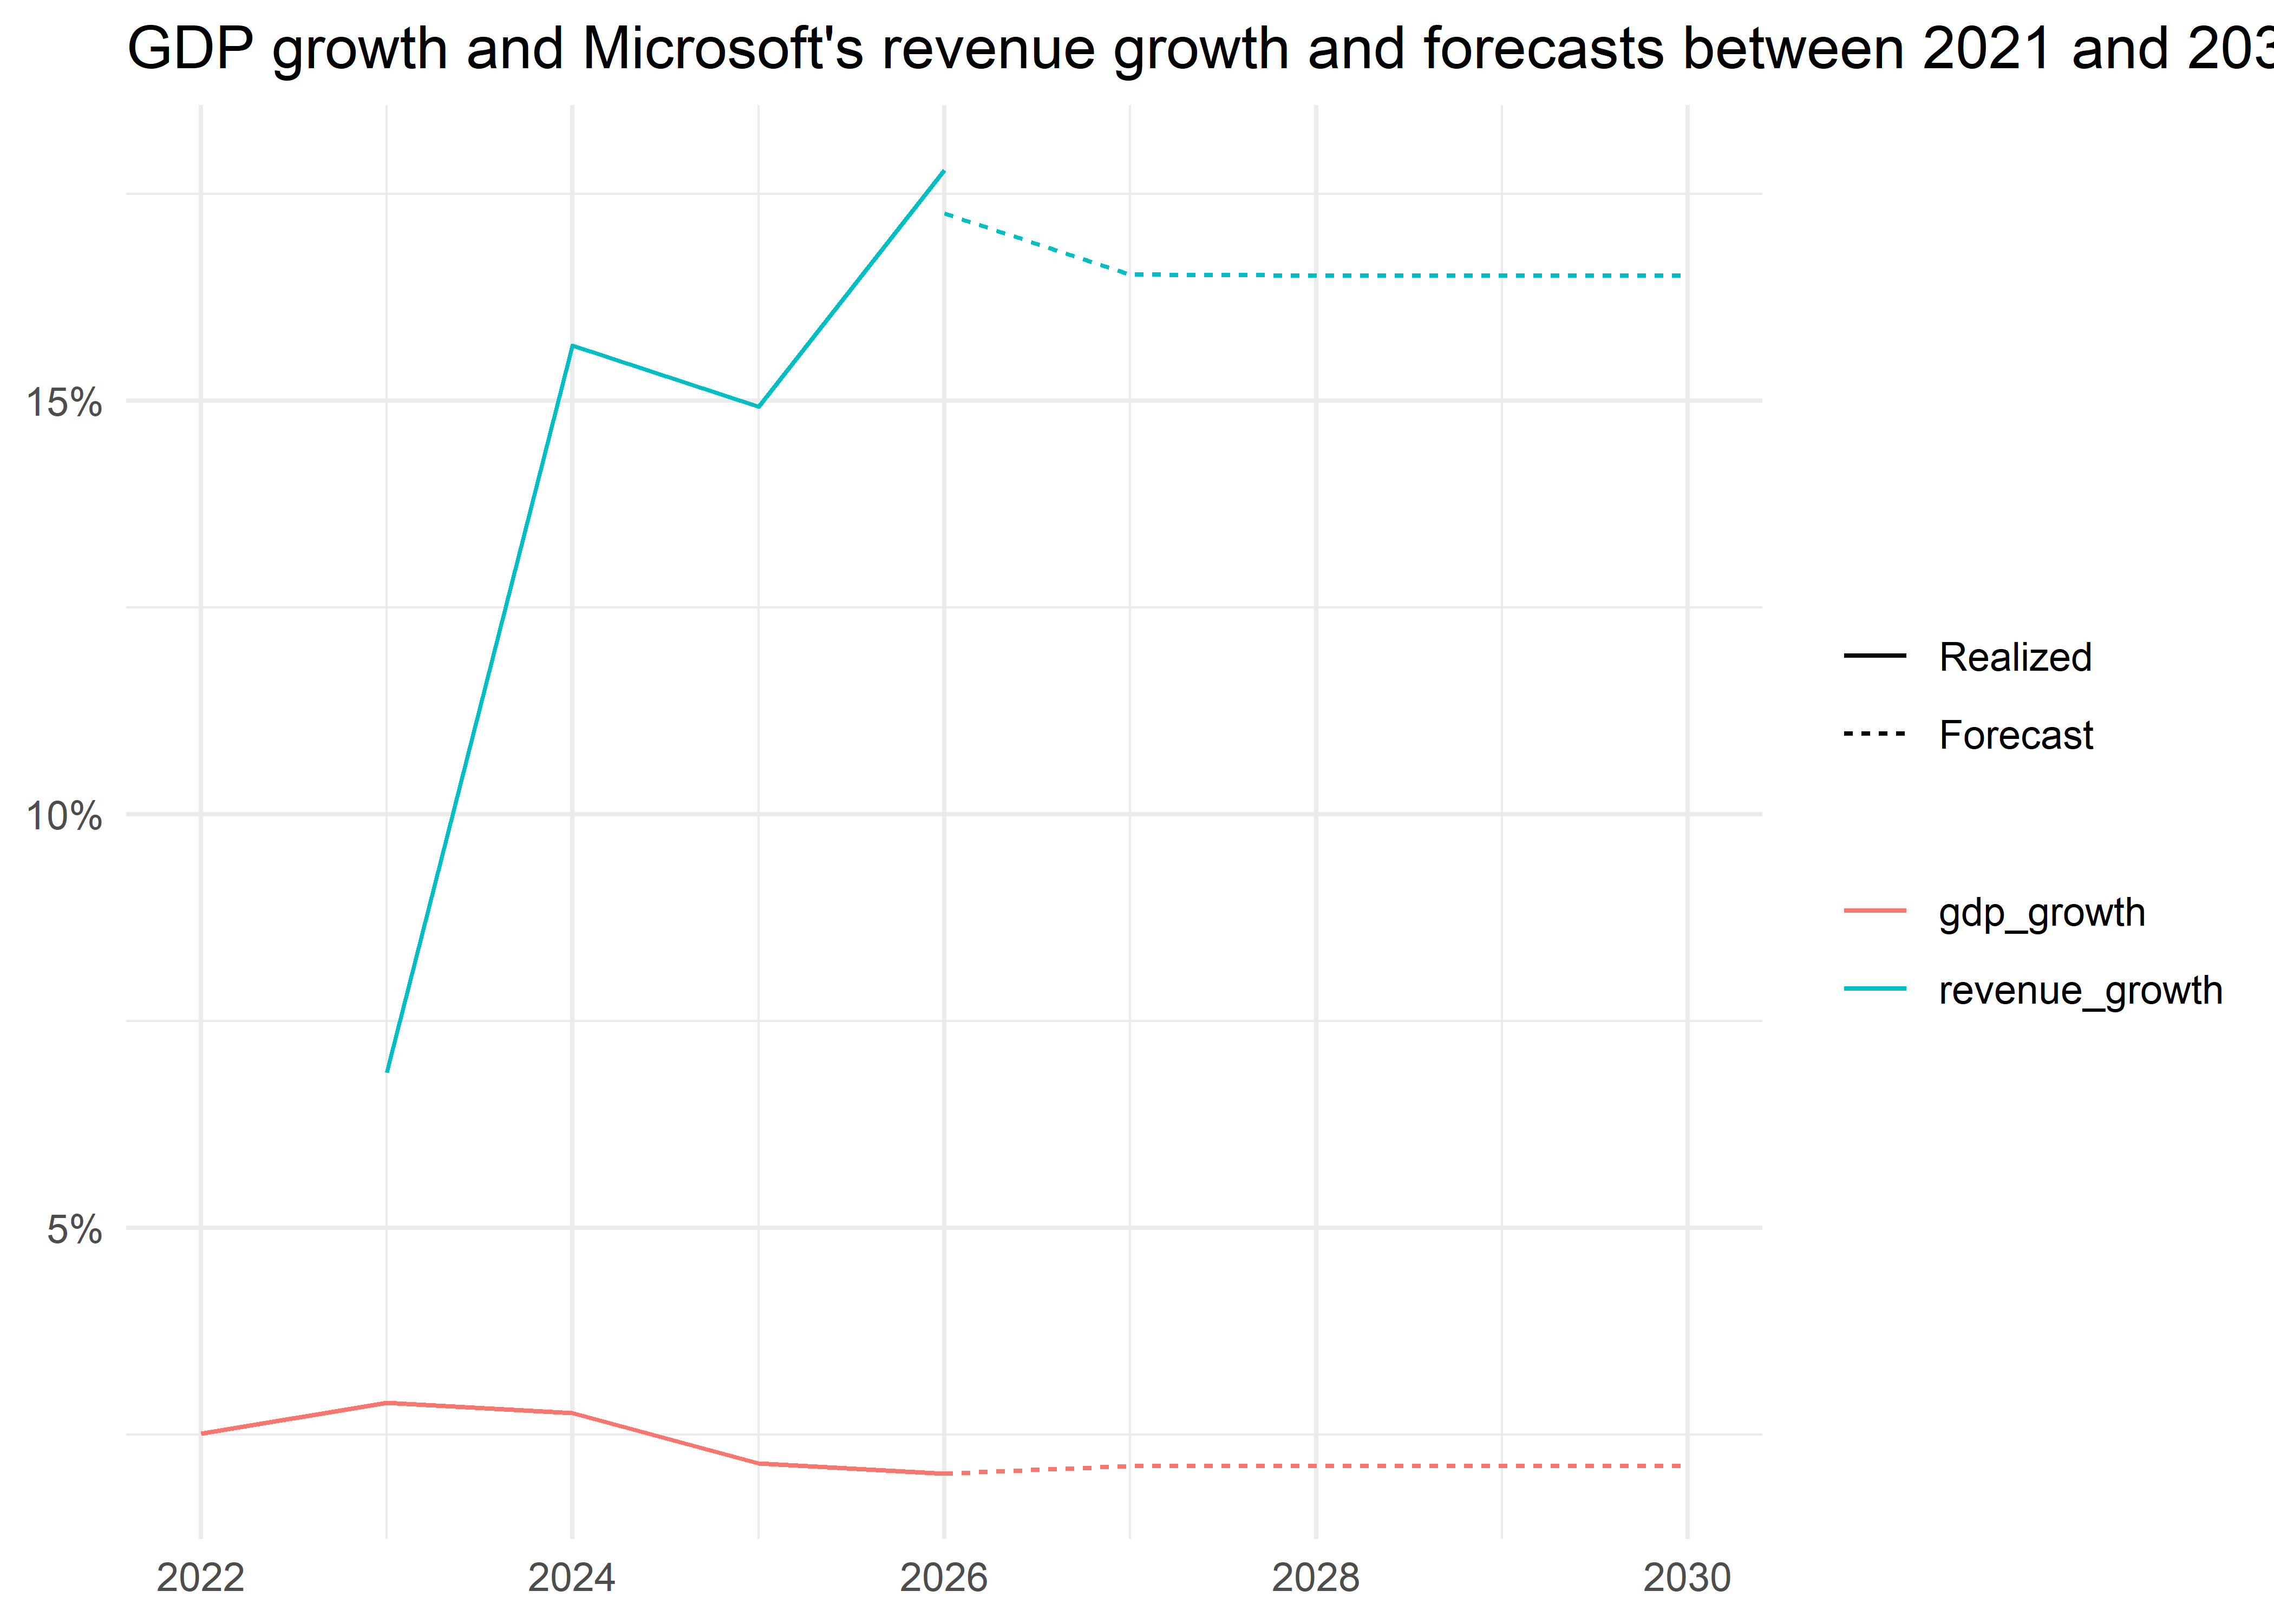 GDP growth and Microsoft's revenue growth and forecasts between 2021 and 203
15%
10%
5%
2022
2024
2026
2028
2030
Realized
Forecast
gdp_growth
revenue_growth